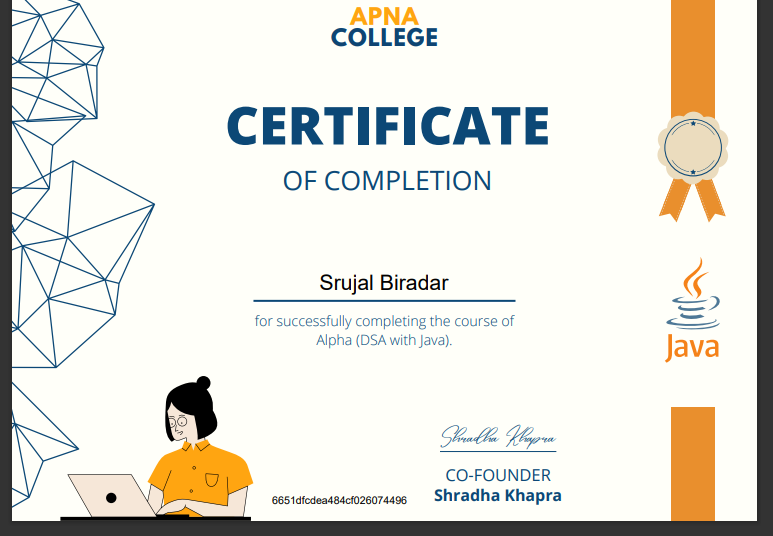 APNA
COLLEGE
CERTIFICATE
OF COMPLETION
Srujal Biradar
for successfully completing the course of
Alpha (DSA with Java).
Java
Shradha Khapra
CO-FOUNDER
Shradha Khapra
6651dfcdea484cf026074496